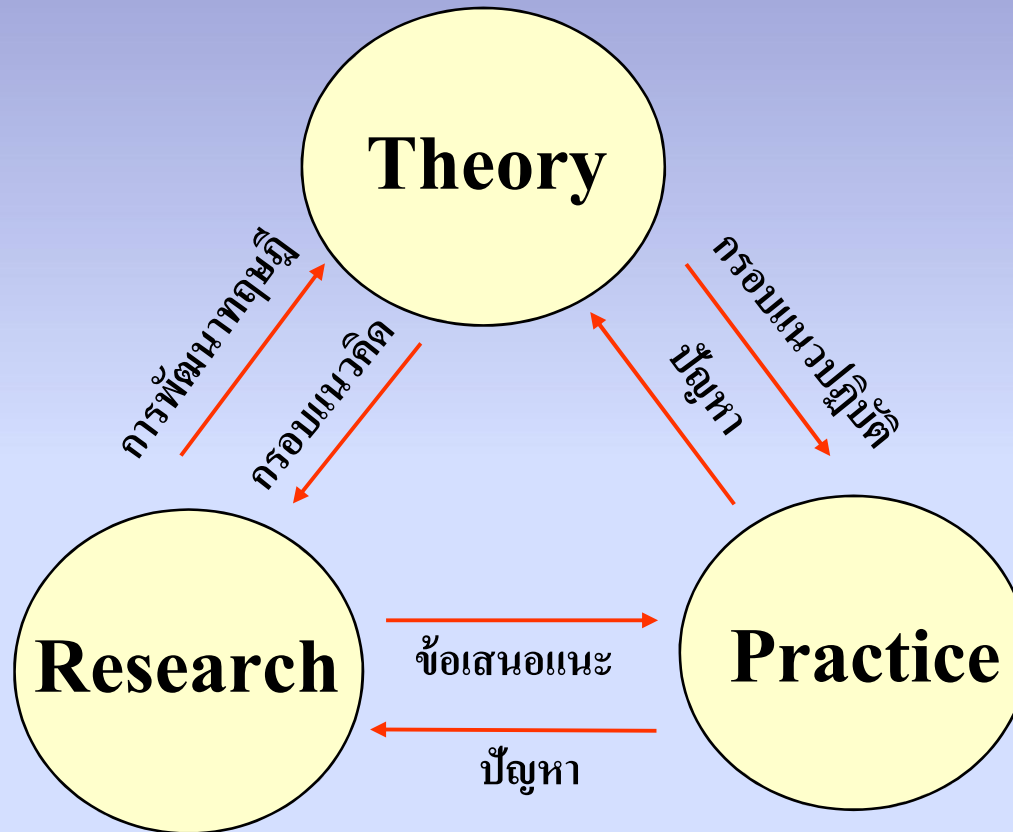 Theory
การพัฒนาทฤษฎี
กรอบแนวคิด
ปัญหา
กรอบแนวปฏิบัติ
Research
ข้อเสนอแนะ
ปัญหา
Practice